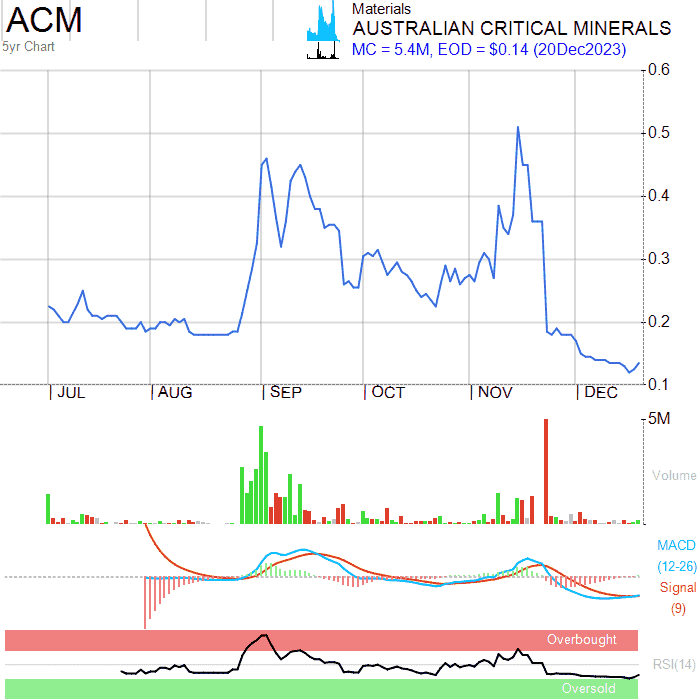 ACM
5yr Chart
Materials
AUSTRALIAN CRITICAL MINERALS
MC = 5.4M, EOD = $0.14 (20Dec2023)
0.6
0.5
0.4
0.3
0.2
0.1
JUL AUG SEP OCT NOV DEC
5M
Volume
MACD
(12-26)
Signal
(9)
Overbought
RSI(14)
Oversold